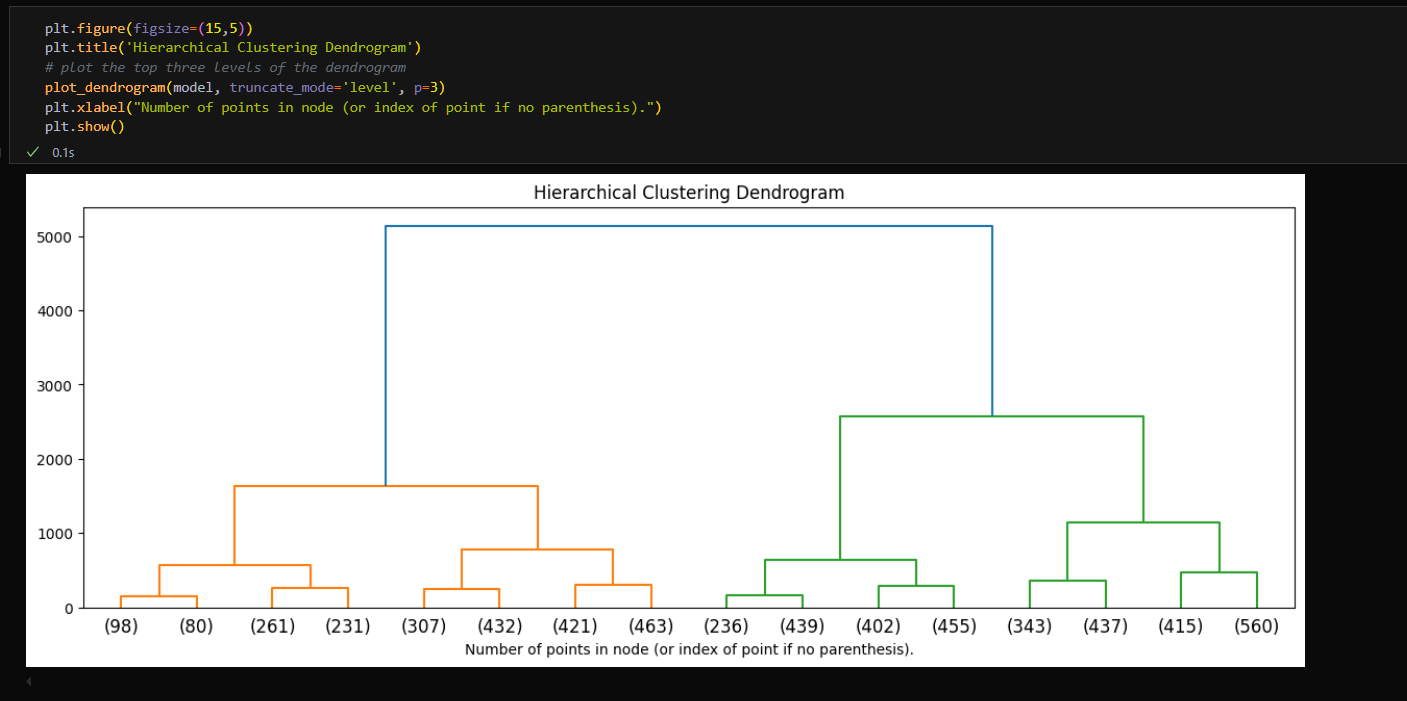 plt.figure(figsize=(15,5))
plt.title('Hierarchical Clustering Dendrogram')
# plot the top three levels of the dendrogram
plot_dendrogram(model, truncate_mode='level', p=3)
plt.xlabel("Number of points in node (or index of point if no parenthesis).")
plt.show()
✓ 0.1s
Hierarchical Clustering Dendrogram
5000
4000
3000
2000
1000
0
(98) (80) (261) (231) (307) (432) (421) (463) (236) (439) (402) (455) (343) (437) (415) (560)
Number of points in node (or index of point if no parenthesis).